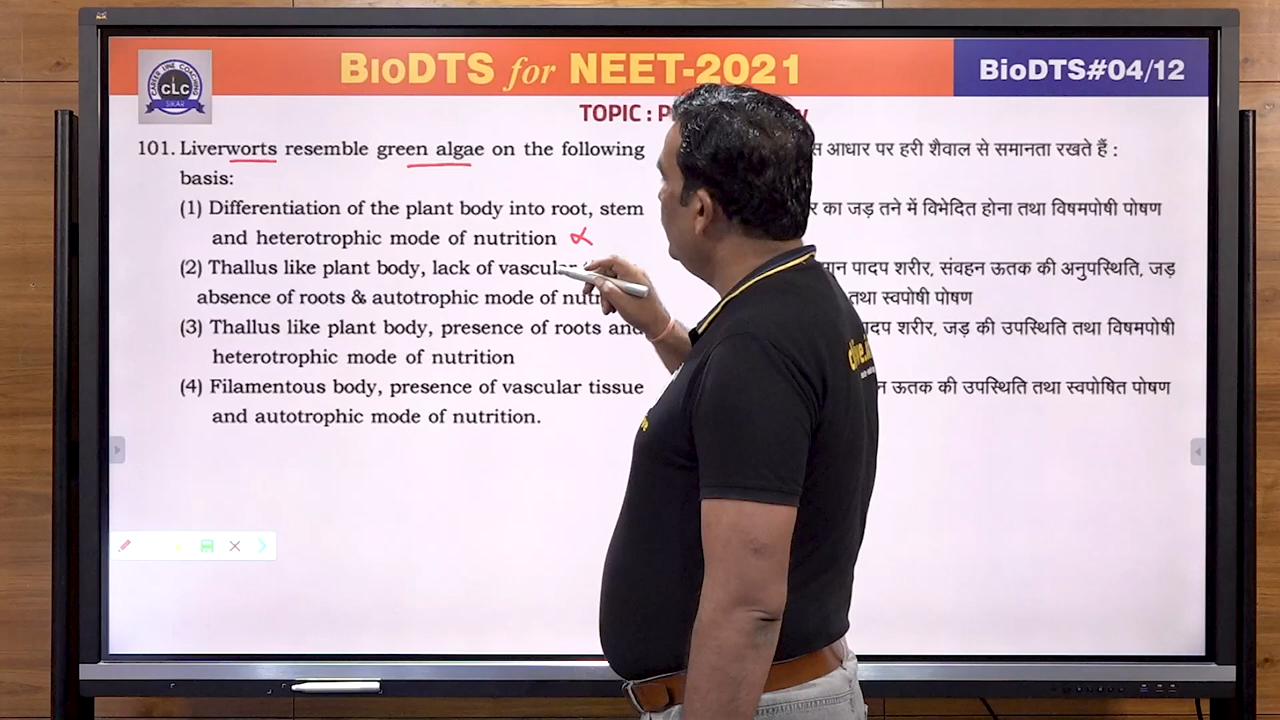 BIODTS for NEET-2021
BioDTS#04/12
CAREER LINE COACHING
CLC
SIKAR
TOPIC : P
101. Liverworts resemble green algae on the following
basis:
(1) Differentiation of the plant body into root, stem
and heterotrophic mode of nutrition
(2) Thallus like plant body, lack of vascular
absence of roots & autotrophic mode of nutr
(3) Thallus like plant body, presence of roots and
heterotrophic mode of nutrition
(4) Filamentous body, presence of vascular tissue
and autotrophic mode of nutrition.
आधार पर हरी शैवाल से समानता रखते हैं :
का जड़ तने में विभेदित होना तथा विषमपोषी पोषण
पादप शरीर, संवहन ऊतक की अनुपस्थिति, जड़
तथा स्वपोषी पोषण
शरीर, जड़ की उपस्थिति तथा विषमपोषी
ऊतक की उपस्थिति तथा स्वपोषित पोषण